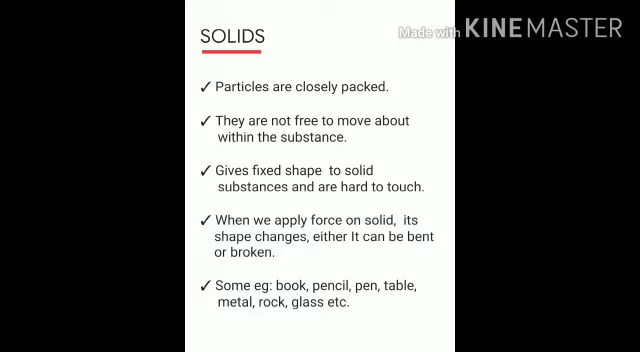 SOLIDS
Made with KINEMASTER
✓ Particles are closely packed.
✓ They are not free to move about
within the substance.
✓ Gives fixed shape to solid
substances and are hard to touch.
✓ When we apply force on solid, its
shape changes, either It can be bent
or broken.
✓ Some eg: book, pencil, pen, table,
metal, rock, glass etc.